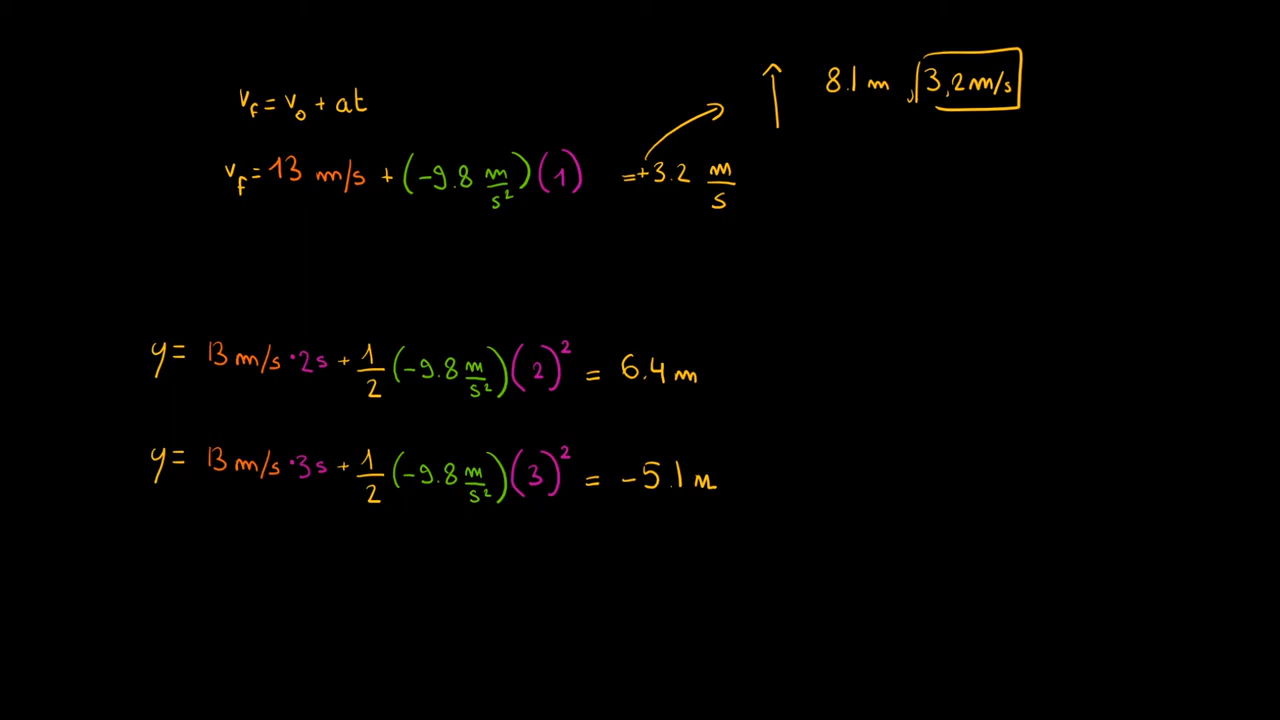 v_f = v_0 + at
8.1 m, 3,2 m/s
v_f = 13 m/s + (-9.8 m/s²)(1) = +3.2 m/s
y = 13 m/s · 2s + 1/2 (-9.8 m/s²)(2)² = 6.4 m
y = 13 m/s · 3s + 1/2 (-9.8 m/s²)(3)² = -5.1 m